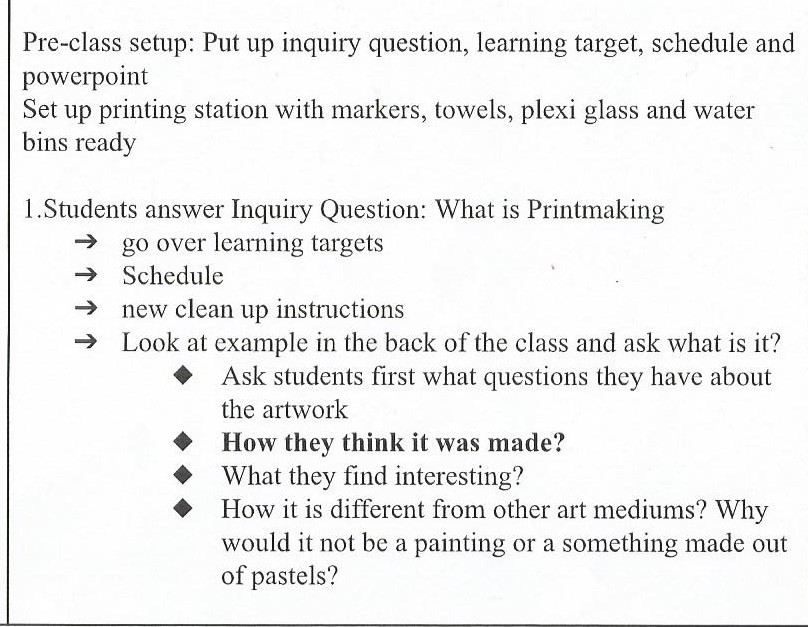 Pre-class setup: Put up inquiry question, learning target, schedule and
powerpoint
Set up printing station with markers, towels, plexi glass and water
bins ready
1.Students answer Inquiry Question: What is Printmaking
➔ go over learning targets
➔ Schedule
➔ new clean up instructions
➔ Look at example in the back of the class and ask what is it?
◆ Ask students first what questions they have about
the artwork
◆ How they think it was made?
◆ What they find interesting?
◆ How it is different from other art mediums? Why
would it not be a painting or a something made out
of pastels?